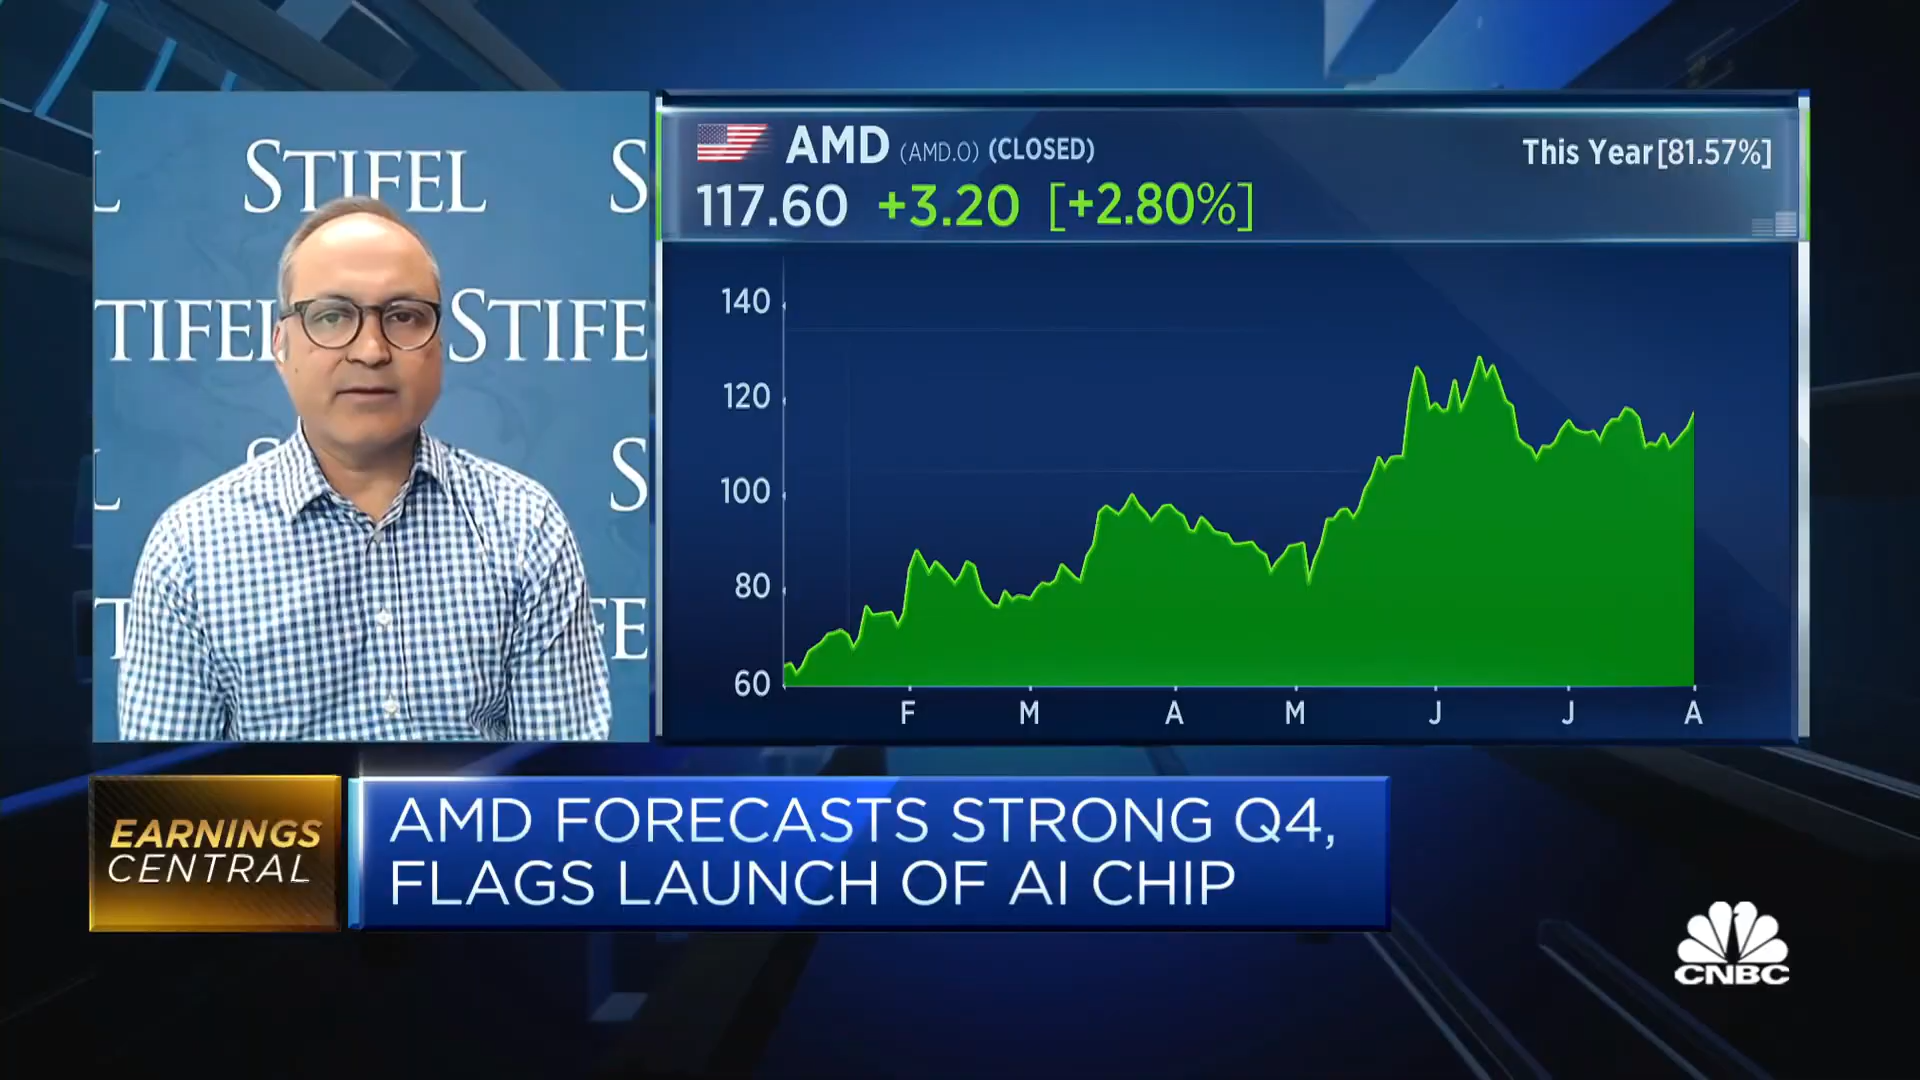 STIFEL S
TIFEL STIFE
L S
T FE
AMD (AMD.O) (CLOSED)
This Year[81.57%]
117.60 +3.20 [+2.80%]
140
120
100
80
60
F M A M J J A
EARNINGS
CENTRAL
AMD FORECASTS STRONG Q4,
FLAGS LAUNCH OF AI CHIP
CNBC